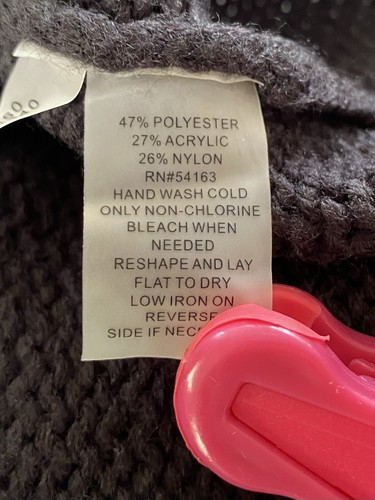 47% POLYESTER
27% ACRYLIC
26% NYLON
RN#54163
HAND WASH COLD
ONLY NON-CHLORINE
BLEACH WHEN
NEEDED
RESHAPE AND LAY
FLAT TO DRY
LOW IRON ON
REVERSE
SIDE IF